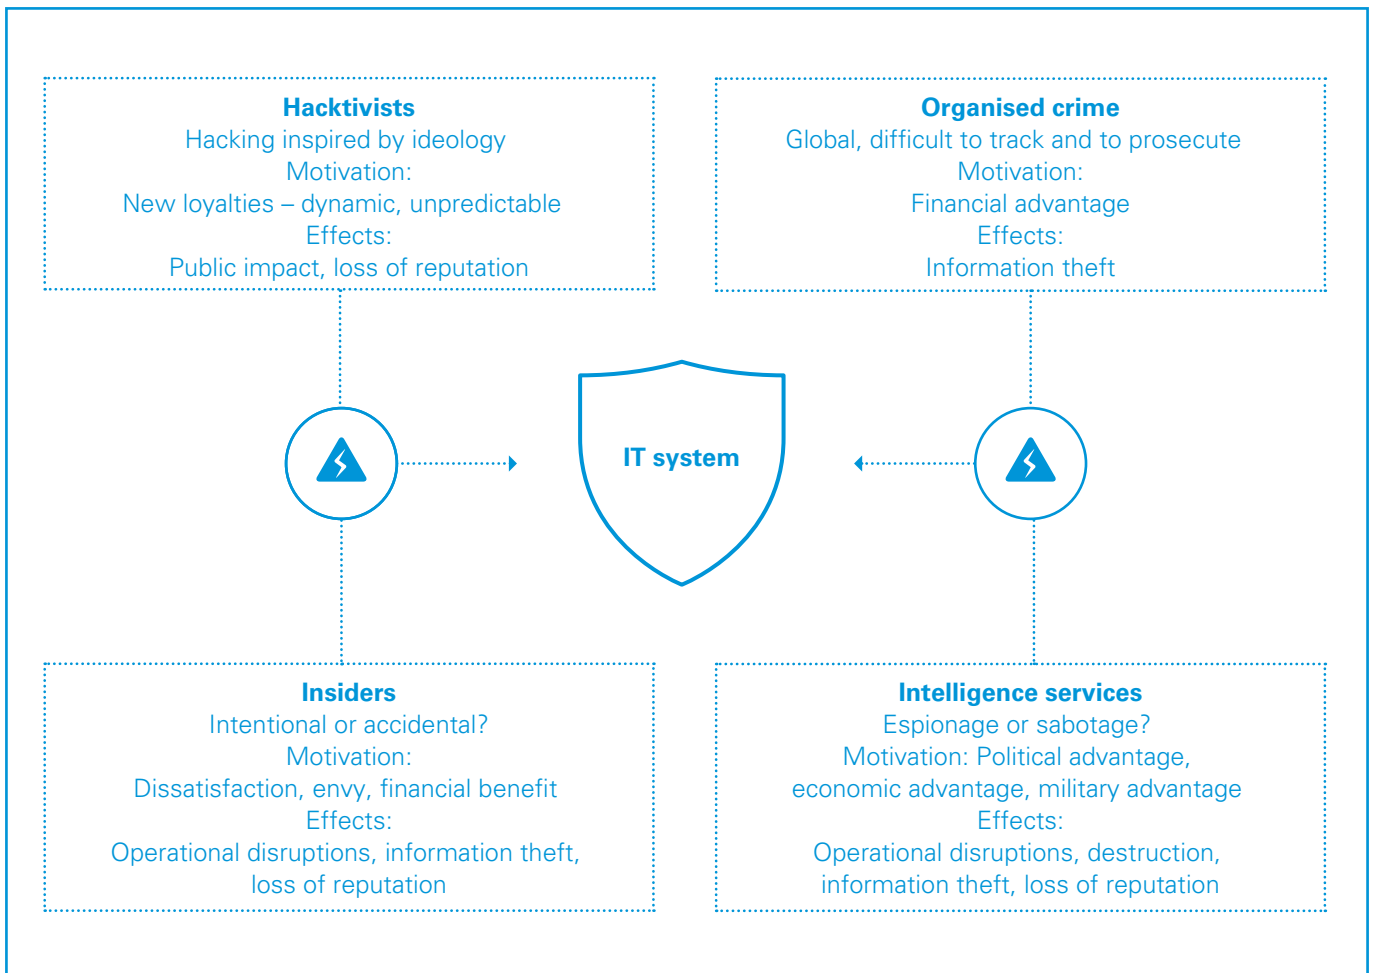 Hacktivists
Hacking inspired by ideology
Motivation:
New loyalties – dynamic, unpredictable
Effects:
Public impact, loss of reputation
Organised crime
Global, difficult to track and to prosecute
Motivation:
Financial advantage
Effects:
Information theft
IT system
Insiders
Intentional or accidental?
Motivation:
Dissatisfaction, envy, financial benefit
Effects:
Operational disruptions, information theft,
loss of reputation
Intelligence services
Espionage or sabotage?
Motivation: Political advantage,
economic advantage, military advantage
Effects:
Operational disruptions, destruction,
information theft, loss of reputation